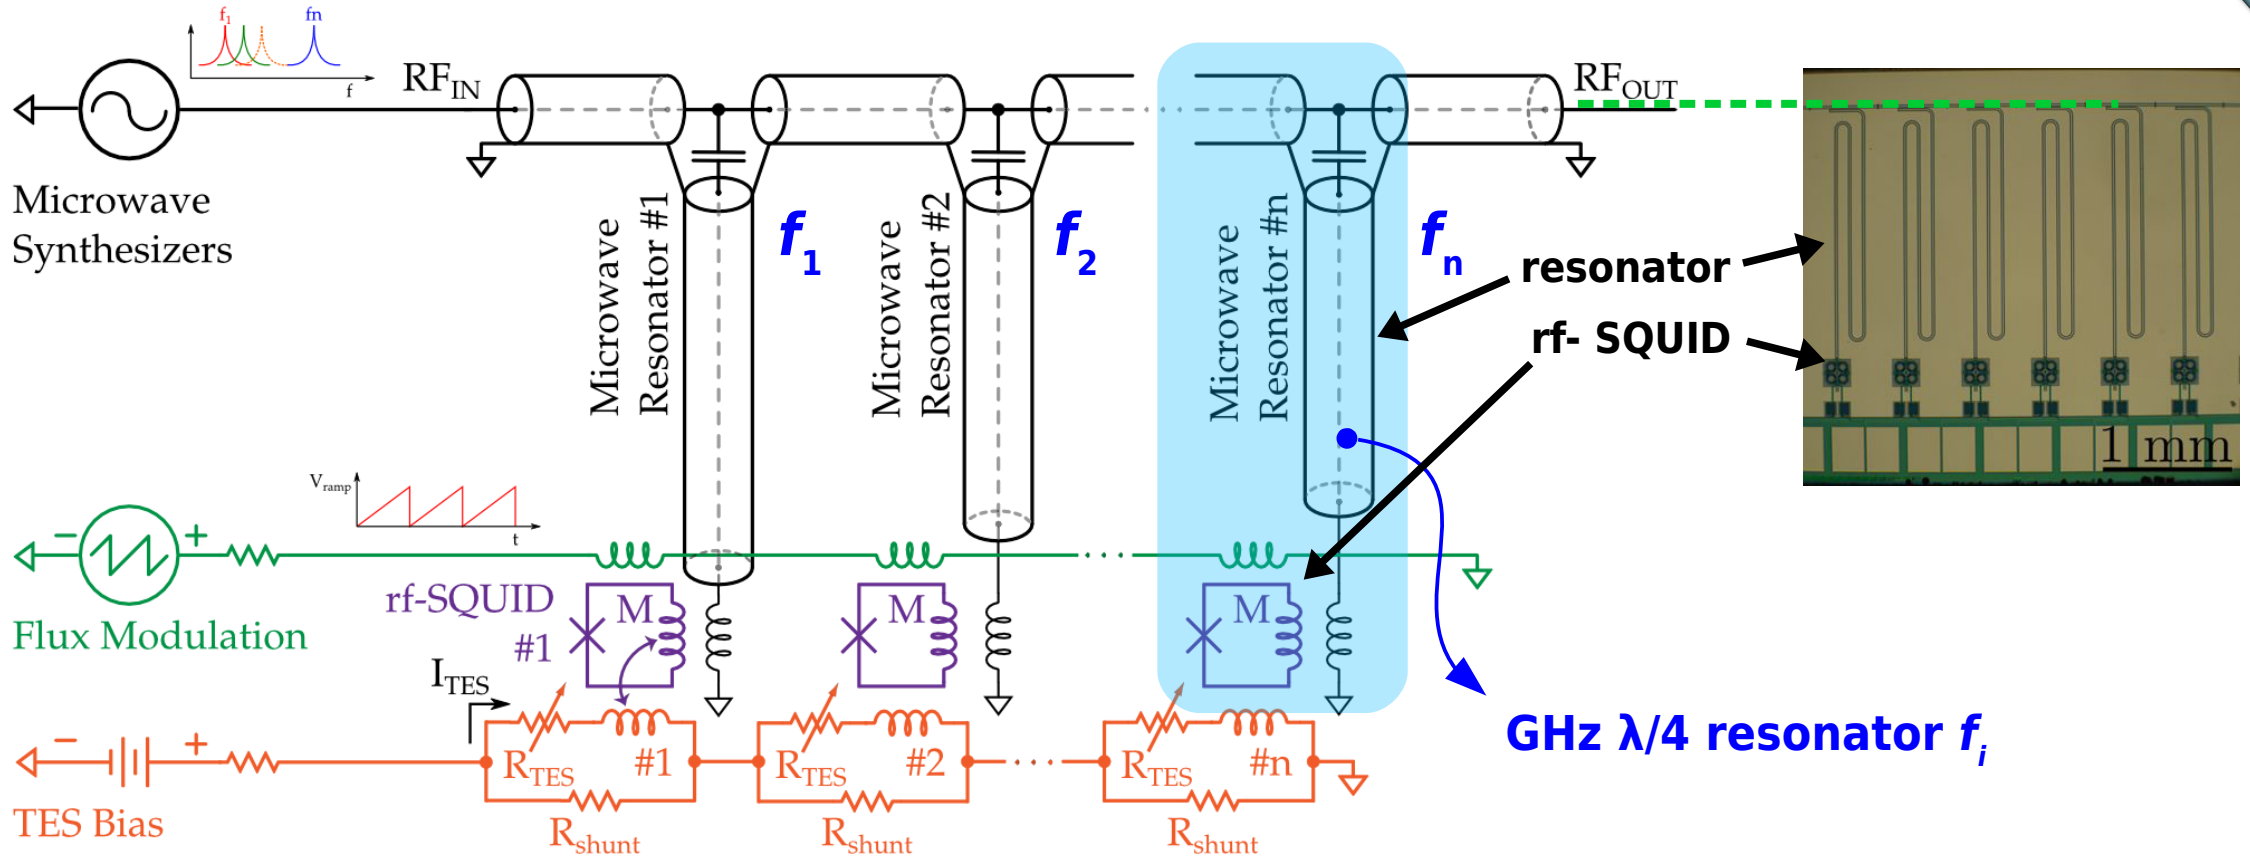 f1
fn
f
RFIN
RFOUT
Microwave
Synthesizers
Microwave
Resonator #1
f1
Microwave
Resonator #2
f2
Microwave
Resonator #n
fn
resonator
rf- SQUID
1 mm
Vramp
t
− +
Flux Modulation
rf-SQUID
#1
M
M
M
ITES
− +
TES Bias
RTES #1
RTES #2
RTES #n
Rshunt
Rshunt
Rshunt
· · ·
GHz λ/4 resonator fi